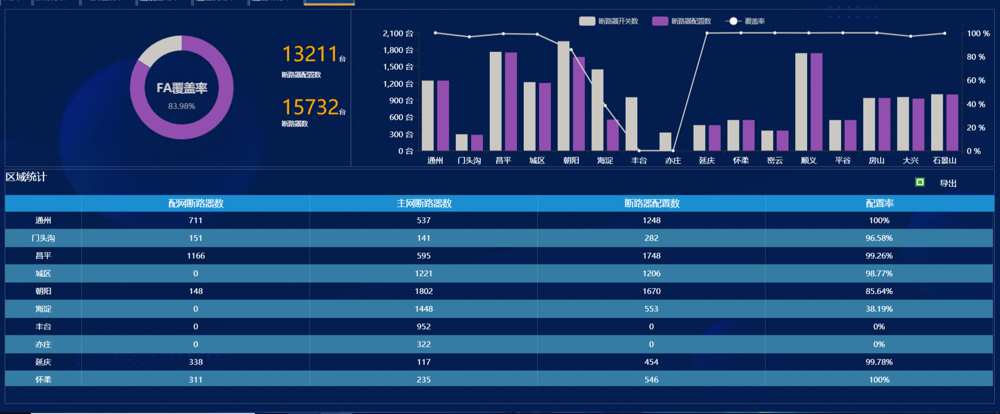 FA覆盖率
83.98%
13211台
断路器配置数
15732台
断路器数
断路器开关数 断路器配置数 覆盖率
2,100 台
1,800 台
1,500 台
1,200 台
900 台
600 台
300 台
0 台
100 %
80 %
60 %
40 %
20 %
0 %
通州 门头沟 昌平 城区 朝阳 海淀 丰台 亦庄 延庆 怀柔 密云 顺义 平谷 房山 大兴 石景山
区域统计
导出
配网断路器数 主网断路器数 断路器配置数 配置率
通州 711 537 1248 100%
门头沟 151 141 282 96.58%
昌平 1166 595 1748 99.26%
城区 0 1221 1206 98.77%
朝阳 148 1802 1670 85.64%
海淀 0 1448 553 38.19%
丰台 0 952 0 0%
亦庄 0 322 0 0%
延庆 338 117 454 99.78%
怀柔 311 235 546 100%